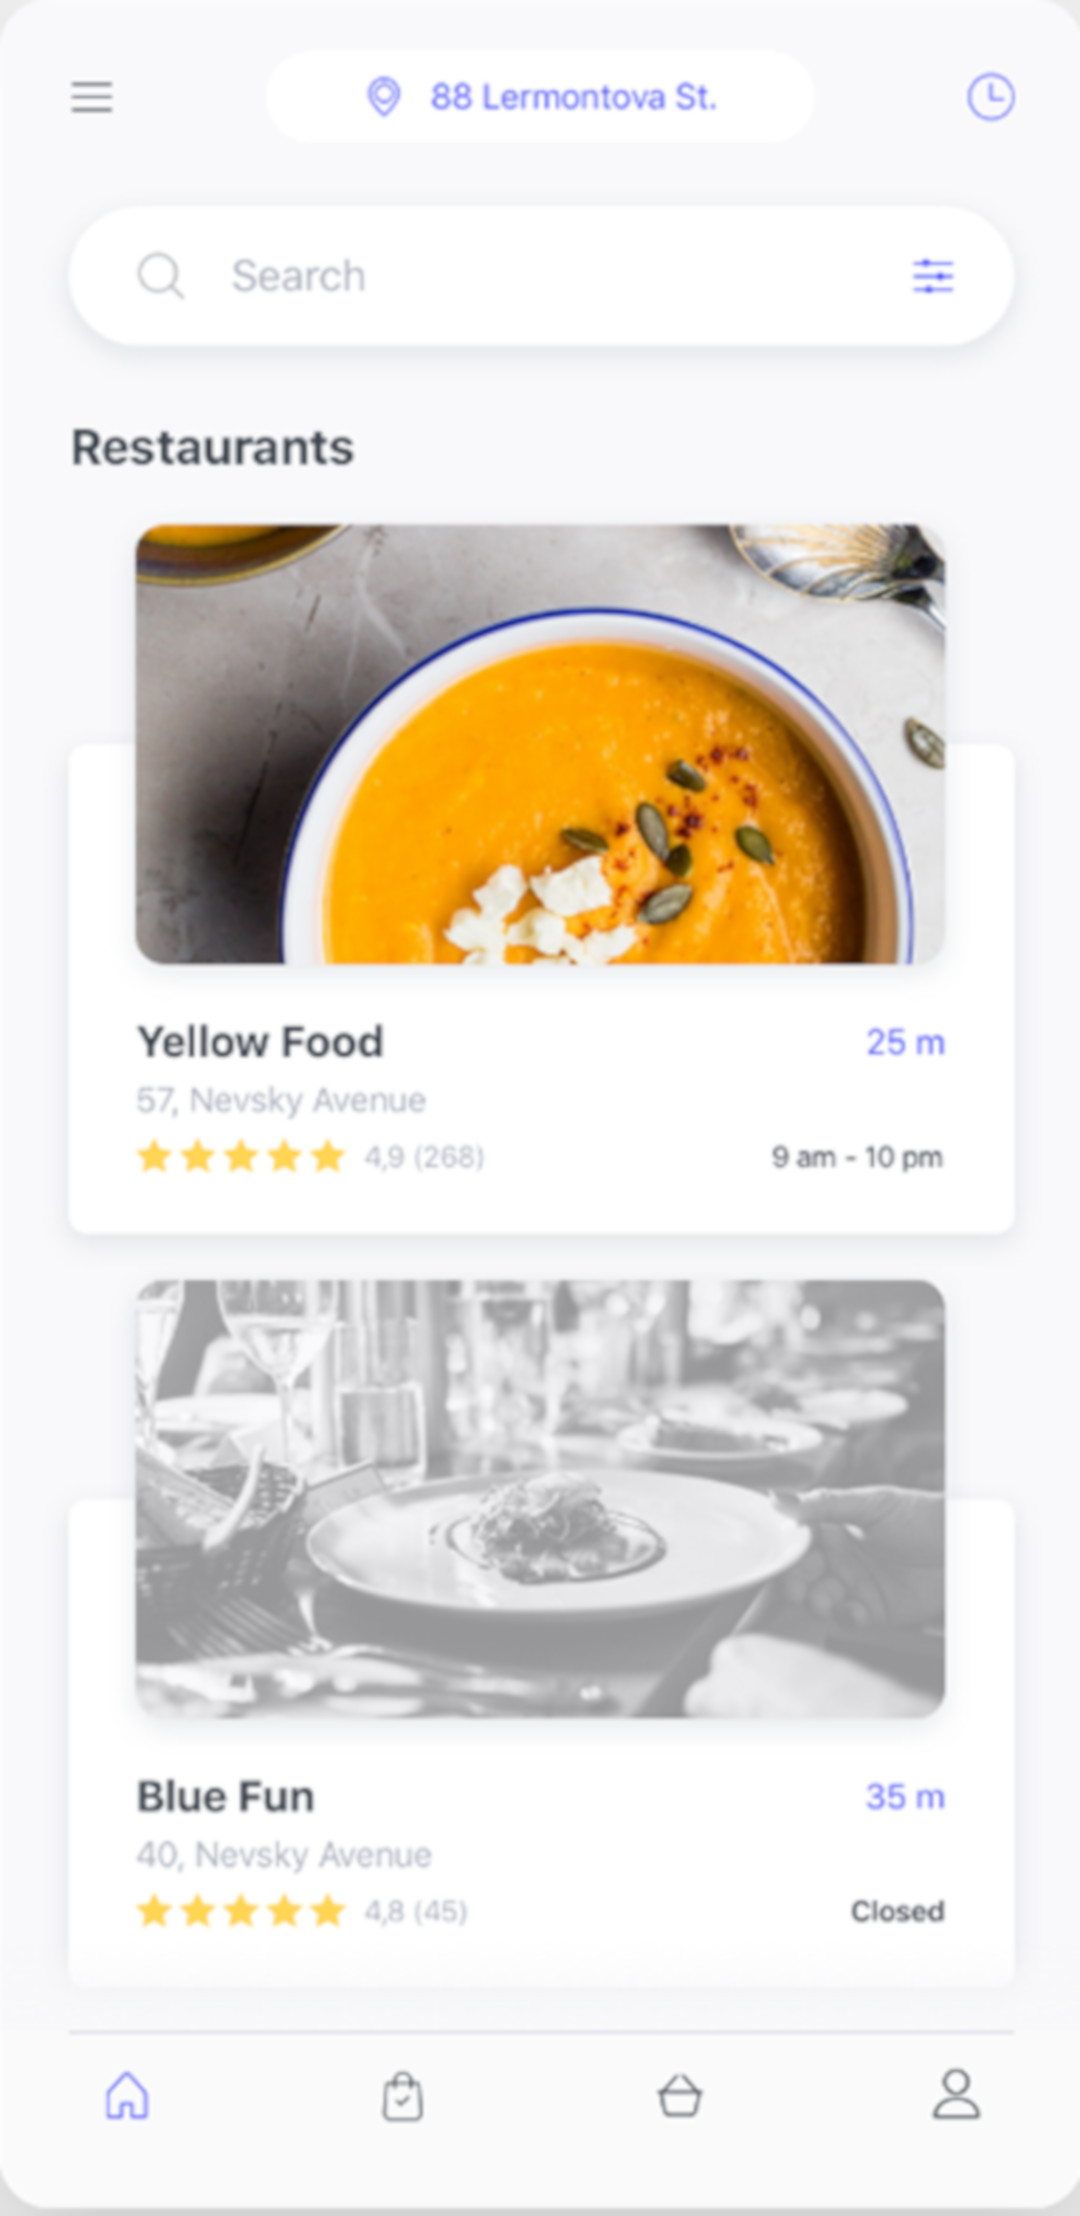 88 Lermontova St.
Search
Restaurants
Yellow Food
25 m
57, Nevsky Avenue
4,9 (268)
9 am - 10 pm
Blue Fun
35 m
40, Nevsky Avenue
4,8 (45)
Closed